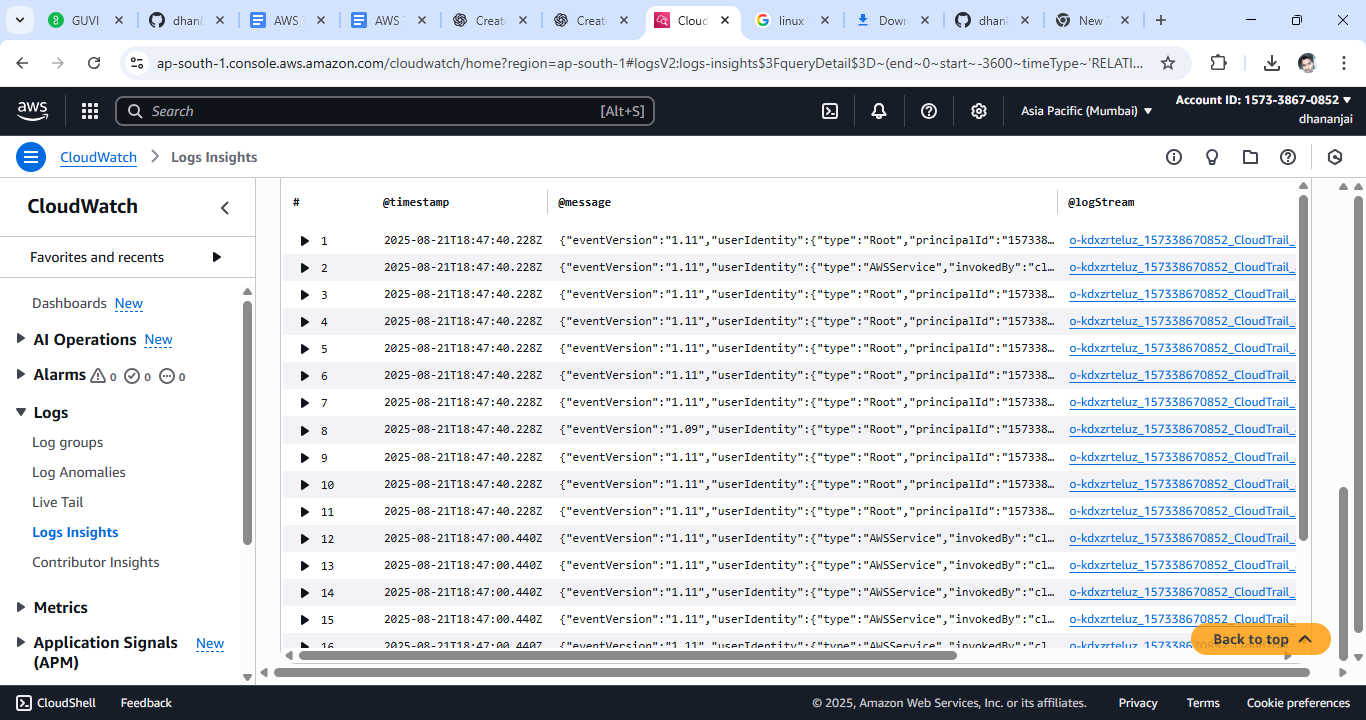 GUVI
dhan
AWS
AWS
Creat
Creat
Cloud
linux
Down
dhan
New
ap-south-1.console.aws.amazon.com/cloudwatch/home?region=ap-south-1#logsV2:logs-insights$3FqueryDetail$3D~(end~0~start~-3600~timeType~'RELATI...
aws
Search [Alt+S]
Asia Pacific (Mumbai)
Account ID: 1573-3867-0852
dhananjai
CloudWatch Logs Insights
CloudWatch
Favorites and recents
Dashboards New
AI Operations New
Alarms 0 0 0
Logs
Log groups
Log Anomalies
Live Tail
Logs Insights
Contributor Insights
Metrics
Application Signals New
(APM)
# @timestamp @message @logStream
1 2025-08-21T18:47:40.228Z {"eventVersion":"1.11","userIdentity":{"type":"Root","principalId":"157338… o-kdxzrteluz_157338670852_CloudTrail_
2 2025-08-21T18:47:40.228Z {"eventVersion":"1.11","userIdentity":{"type":"AWSService","invokedBy":"cl… o-kdxzrteluz_157338670852_CloudTrail_
3 2025-08-21T18:47:40.228Z {"eventVersion":"1.11","userIdentity":{"type":"Root","principalId":"157338… o-kdxzrteluz_157338670852_CloudTrail_
4 2025-08-21T18:47:40.228Z {"eventVersion":"1.11","userIdentity":{"type":"Root","principalId":"157338… o-kdxzrteluz_157338670852_CloudTrail_
5 2025-08-21T18:47:40.228Z {"eventVersion":"1.11","userIdentity":{"type":"Root","principalId":"157338… o-kdxzrteluz_157338670852_CloudTrail_
6 2025-08-21T18:47:40.228Z {"eventVersion":"1.11","userIdentity":{"type":"Root","principalId":"157338… o-kdxzrteluz_157338670852_CloudTrail_
7 2025-08-21T18:47:40.228Z {"eventVersion":"1.11","userIdentity":{"type":"Root","principalId":"157338… o-kdxzrteluz_157338670852_CloudTrail_
8 2025-08-21T18:47:40.228Z {"eventVersion":"1.09","userIdentity":{"type":"Root","principalId":"157338… o-kdxzrteluz_157338670852_CloudTrail_
9 2025-08-21T18:47:40.228Z {"eventVersion":"1.11","userIdentity":{"type":"Root","principalId":"157338… o-kdxzrteluz_157338670852_CloudTrail_
10 2025-08-21T18:47:40.228Z {"eventVersion":"1.11","userIdentity":{"type":"Root","principalId":"157338… o-kdxzrteluz_157338670852_CloudTrail_
11 2025-08-21T18:47:40.228Z {"eventVersion":"1.11","userIdentity":{"type":"Root","principalId":"157338… o-kdxzrteluz_157338670852_CloudTrail_
12 2025-08-21T18:47:00.440Z {"eventVersion":"1.11","userIdentity":{"type":"AWSService","invokedBy":"cl… o-kdxzrteluz_157338670852_CloudTrail_
13 2025-08-21T18:47:00.440Z {"eventVersion":"1.11","userIdentity":{"type":"AWSService","invokedBy":"cl… o-kdxzrteluz_157338670852_CloudTrail_
14 2025-08-21T18:47:00.440Z {"eventVersion":"1.11","userIdentity":{"type":"AWSService","invokedBy":"cl… o-kdxzrteluz_157338670852_CloudTrail_
15 2025-08-21T18:47:00.440Z {"eventVersion":"1.11","userIdentity":{"type":"AWSService","invokedBy":"cl… o-kdxzrteluz_157338670852_CloudTrail_
16 2025-08-21T18:47:00.440Z {"eventVersion":"1.11","userIdentity":{"type":"AWSService","invokedBy":"cl… o-kdxzrteluz_157338670852_CloudTrail_
Back to top
CloudShell Feedback © 2025, Amazon Web Services, Inc. or its affiliates. Privacy Terms Cookie preferences